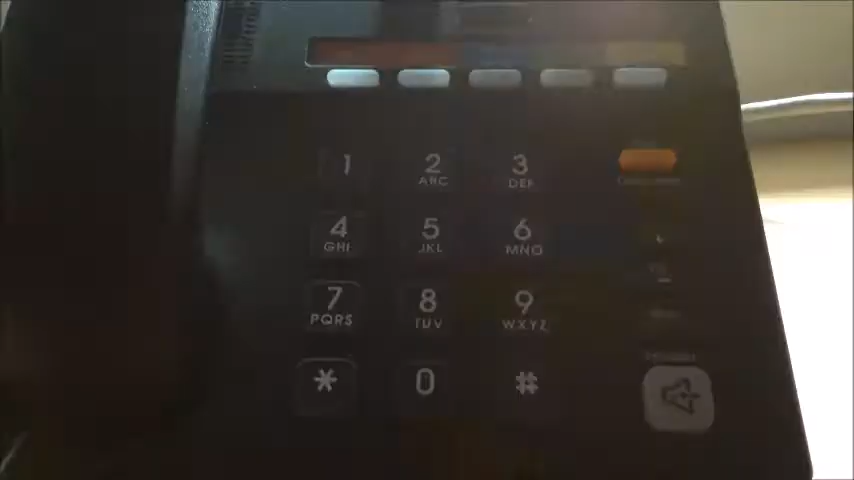 1 2 3
ABC DEF
4 5 6
GHI JKL MNO
7 8 9
PQRS TUV WXYZ
* 0 #